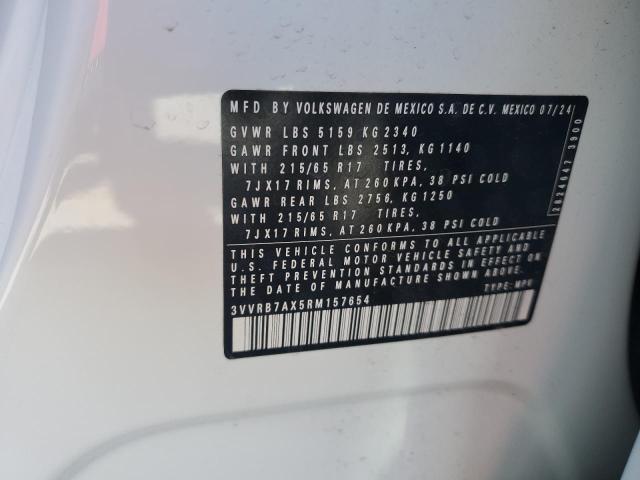 MFD BY VOLKSWAGEN DE MEXICO S.A. DE C.V. MEXICO 07/24
GVWR LBS 5159 KG 2340
GAWR FRONT LBS 2513, KG 1140
WITH 215/65 R17 TIRES,
7JX17 RIMS, AT 260 KPA, 38 PSI COLD
GAWR REAR LBS 2756, KG 1250
WITH 215/65 R17 TIRES,
7JX17 RIMS, AT 260 KPA, 38 PSI COLD
THIS VEHICLE CONFORMS TO ALL APPLICABLE
U.S. FEDERAL MOTOR VEHICLE SAFETY AND
THEFT PREVENTION STANDARDS IN EFFECT ON
THE DATE OF MANUFACTURE SHOWN ABOVE.
3VVRB7AX5RM157654 TYPE: MPV
2024047 3900